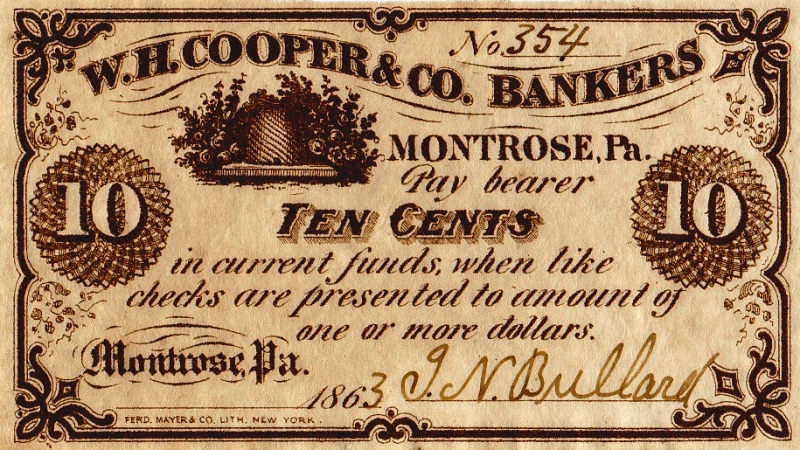 No. 354
W.H. COOPER & CO. BANKERS
MONTROSE, Pa.
Pay bearer
10 TEN CENTS 10
in current funds, when like
checks are presented to amount of
one or more dollars.
Montrose, Pa.
1863 J. N. Bullard
FERD. MAYER & CO. LITH. NEW YORK.